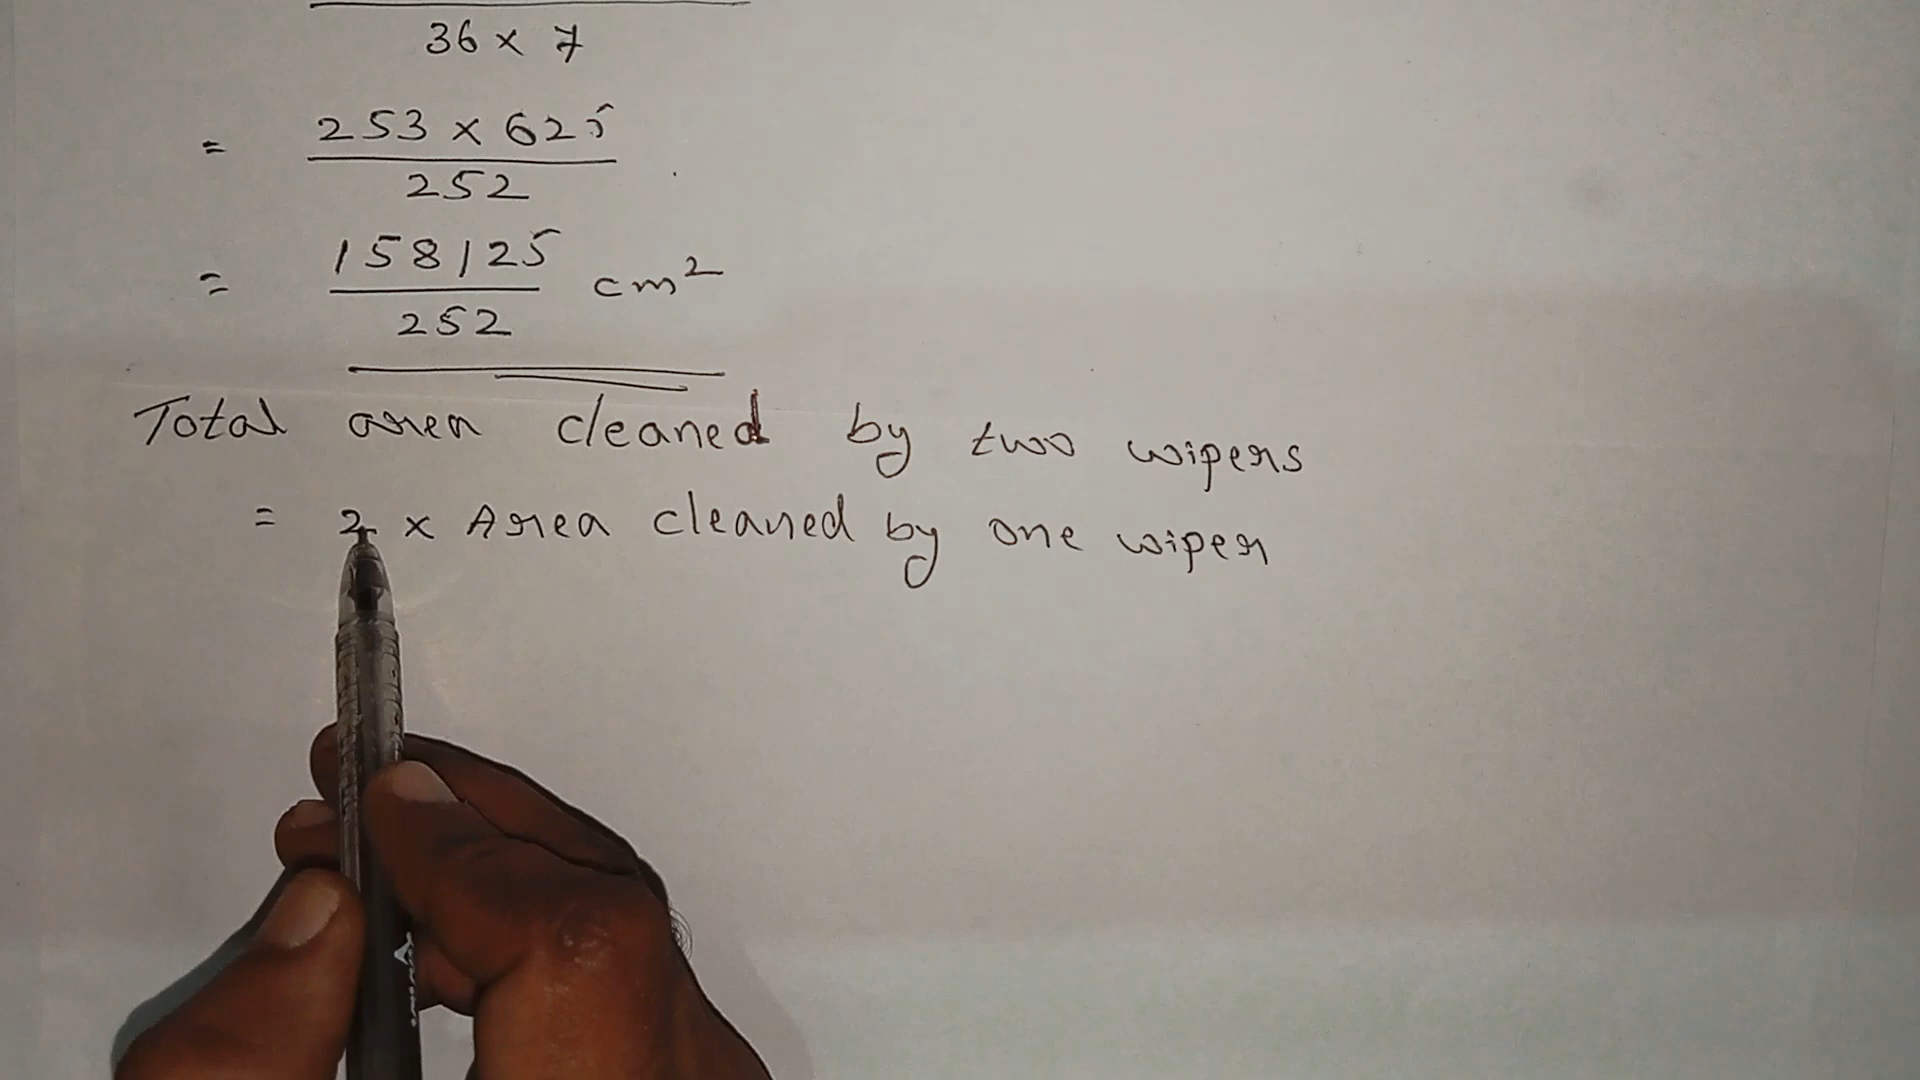 36 × 7
= 253 × 625
252
= 158125 cm²
252
Total area cleaned by two wipers
= 2 × Area cleaned by one wiper